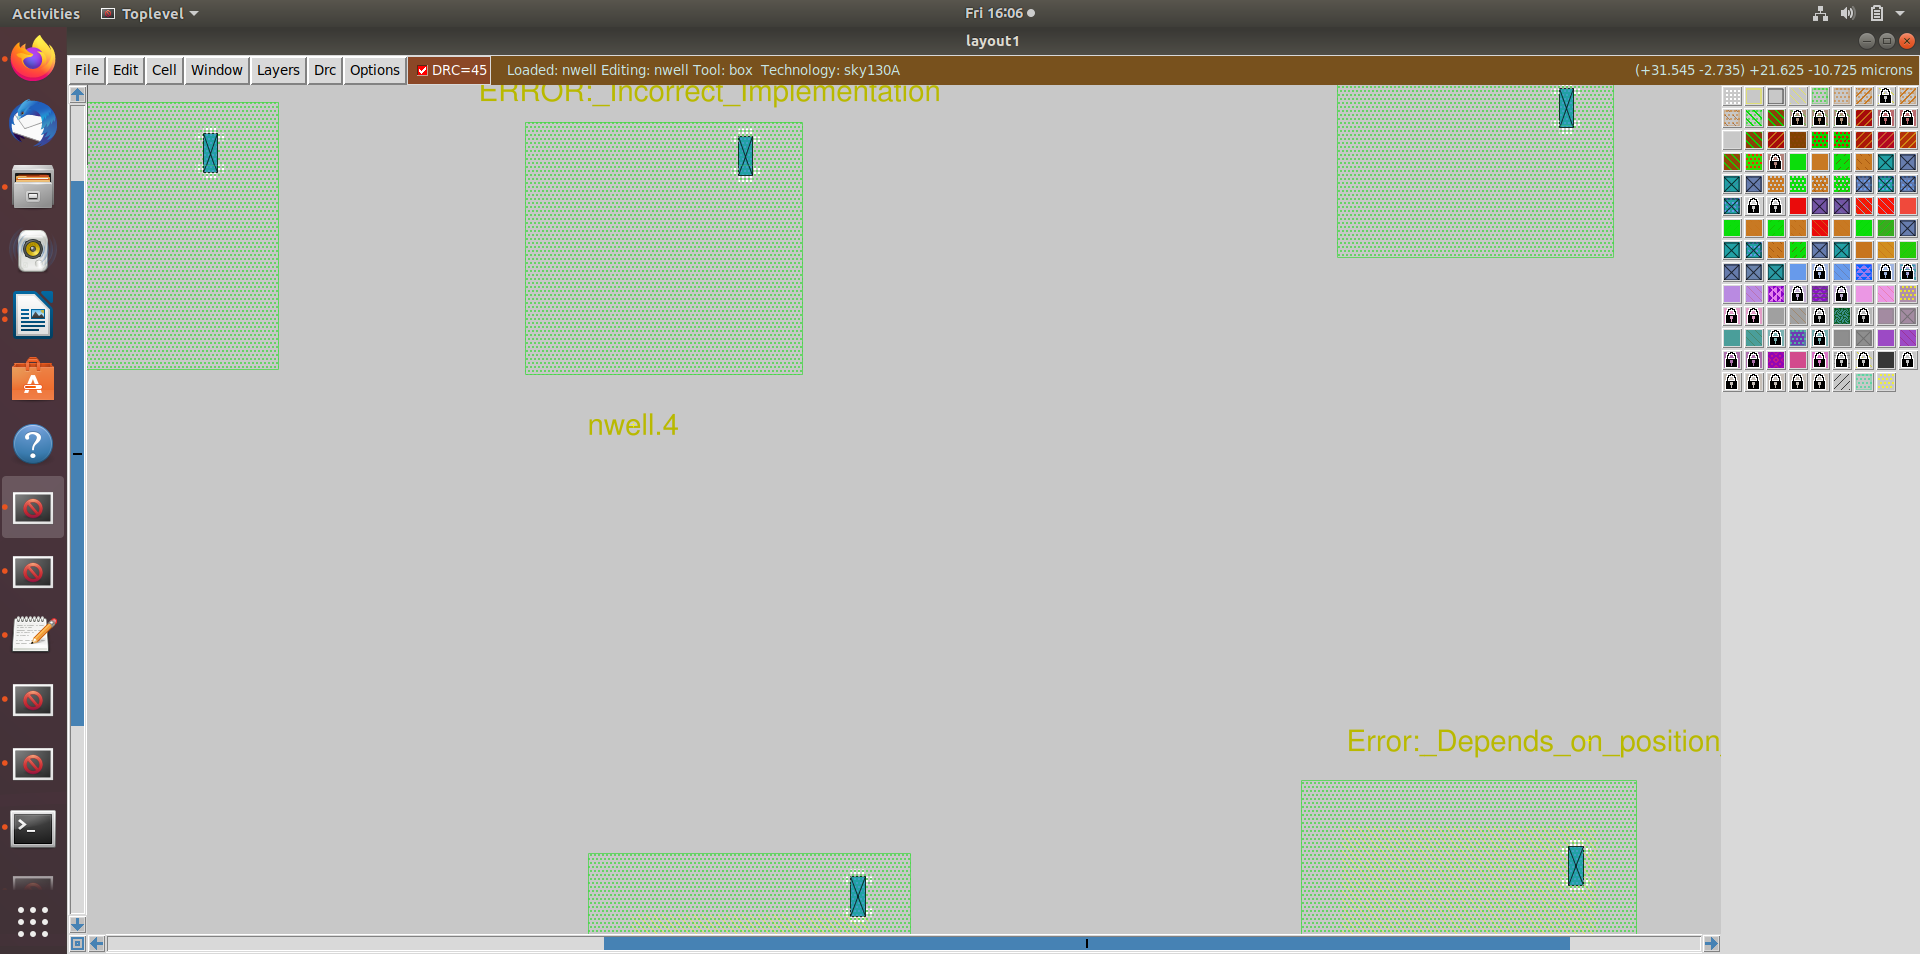 Activities Toplevel Fri 16:06
layout1
File Edit Cell Window Layers Drc Options DRC=45 Loaded: nwell Editing: nwell Tool: box Technology: sky130A (+31.545 -2.735) +21.625 -10.725 microns
ERROR:_Incorrect_Implementation
nwell.4
Error:_Depends_on_position_